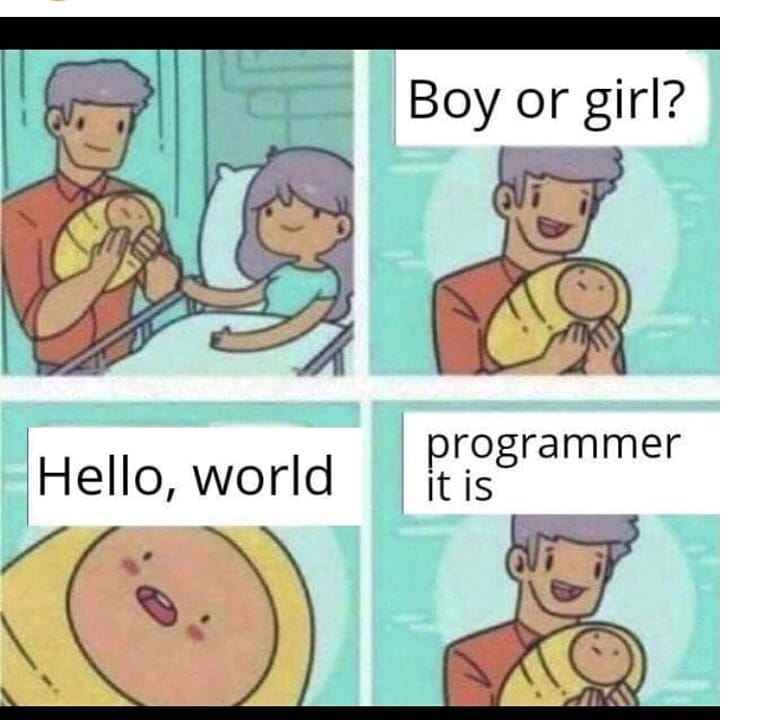 Boy or girl?
Hello, world
programmer
it is